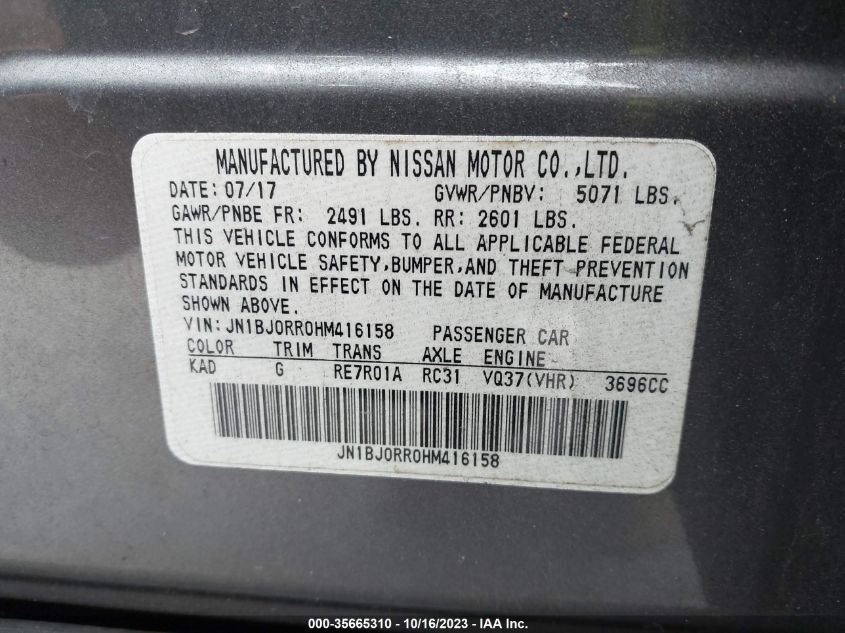 MANUFACTURED BY NISSAN MOTOR CO.,LTD.
DATE: 07/17 GVWR/PNBV: 5071 LBS.
GAWR/PNBE FR: 2491 LBS. RR: 2601 LBS.
THIS VEHICLE CONFORMS TO ALL APPLICABLE FEDERAL
MOTOR VEHICLE SAFETY,BUMPER,AND THEFT PREVENTION
STANDARDS IN EFFECT ON THE DATE OF MANUFACTURE
SHOWN ABOVE.
VIN: JN1BJ0RR0HM416158 PASSENGER CAR
COLOR TRIM TRANS AXLE ENGINE
KAD G RE7R01A RC31 VQ37(VHR) 3696CC
JN1BJ0RR0HM416158
000-35665310 - 10/16/2023 - IAA Inc.